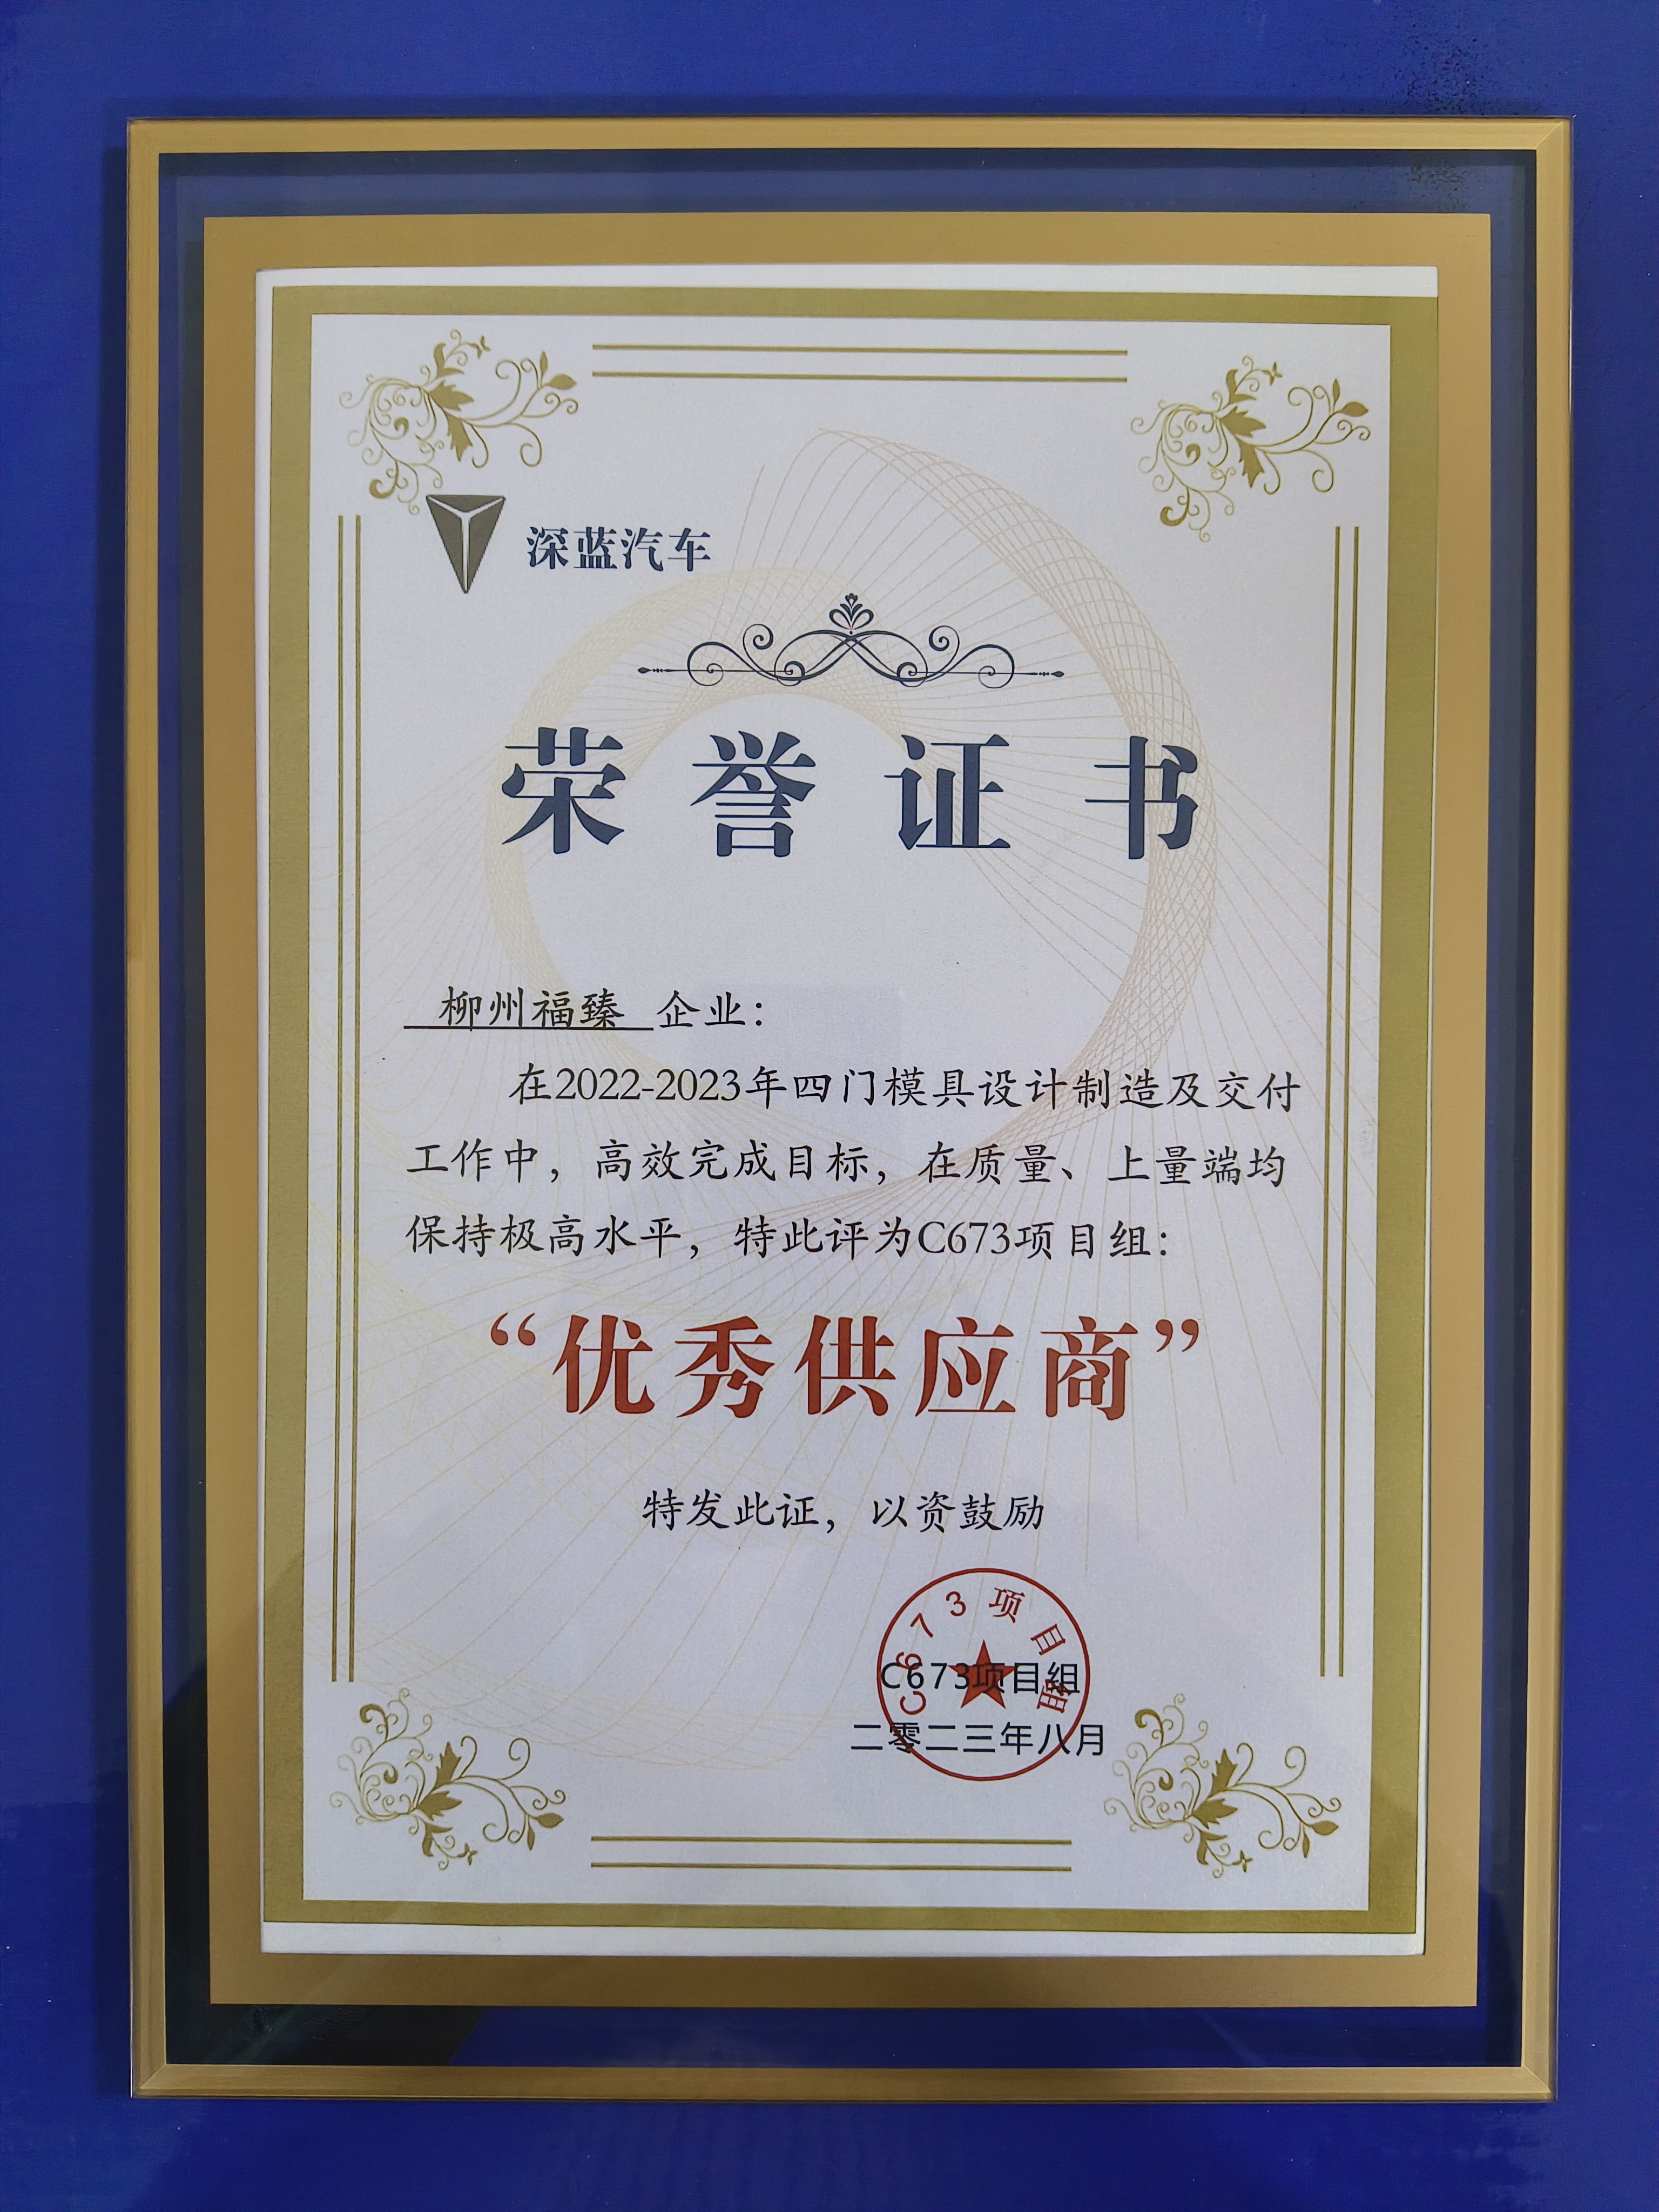 深蓝汽车
荣誉证书
柳州福臻 企业：
在2022-2023年四门模具设计制造及交付
工作中，高效完成目标，在质量、上量端均
保持极高水平，特此评为C673项目组：
“优秀供应商”
特发此证，以资鼓励
C673项目组
C673项目组
二零二三年八月